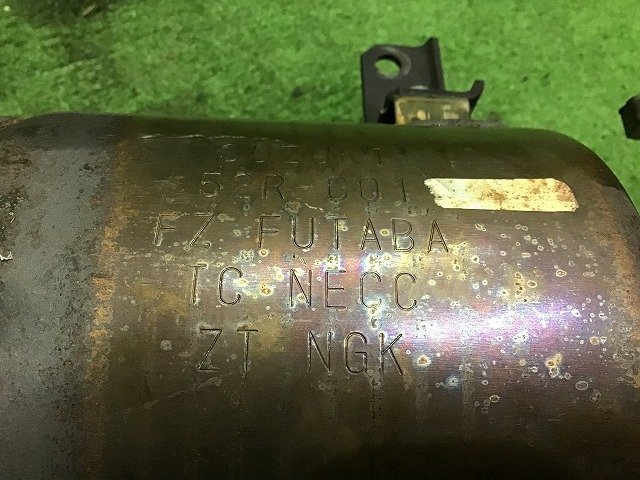 52R C01
FZ FUTABA
TC NECC
ZT NGK